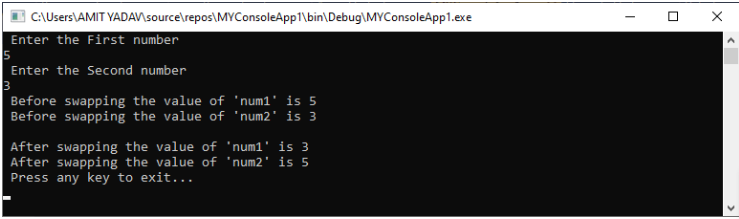 C:\Users\AMIT YADAV\source\repos\MYConsoleApp1\bin\Debug\MYConsoleApp1.exe
Enter the First number
5
Enter the Second number
3
Before swapping the value of 'num1' is 5
Before swapping the value of 'num2' is 3
After swapping the value of 'num1' is 3
After swapping the value of 'num2' is 5
Press any key to exit...